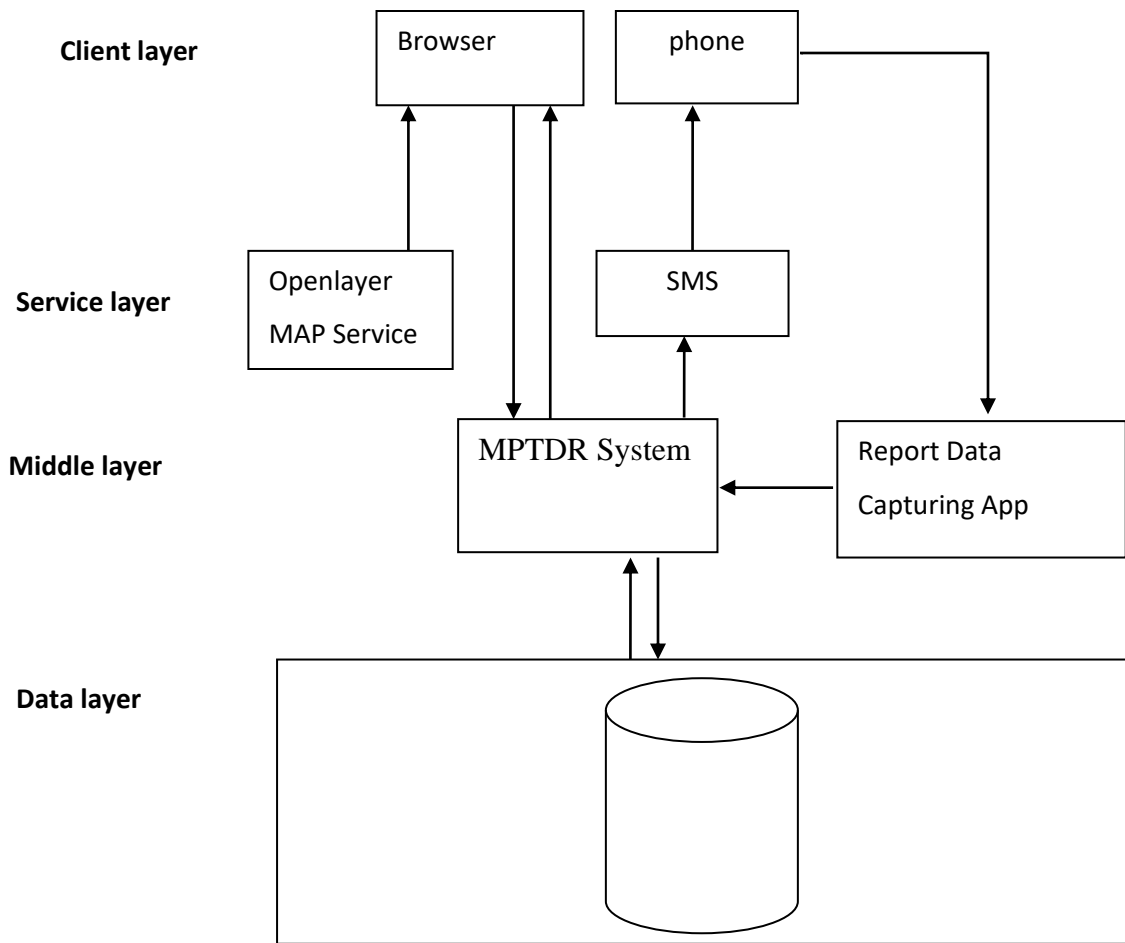 Client layer
Browser
phone
Service layer
Openlayer
MAP Service
SMS
Middle layer
MPTDR System
Report Data
Capturing App
Data layer